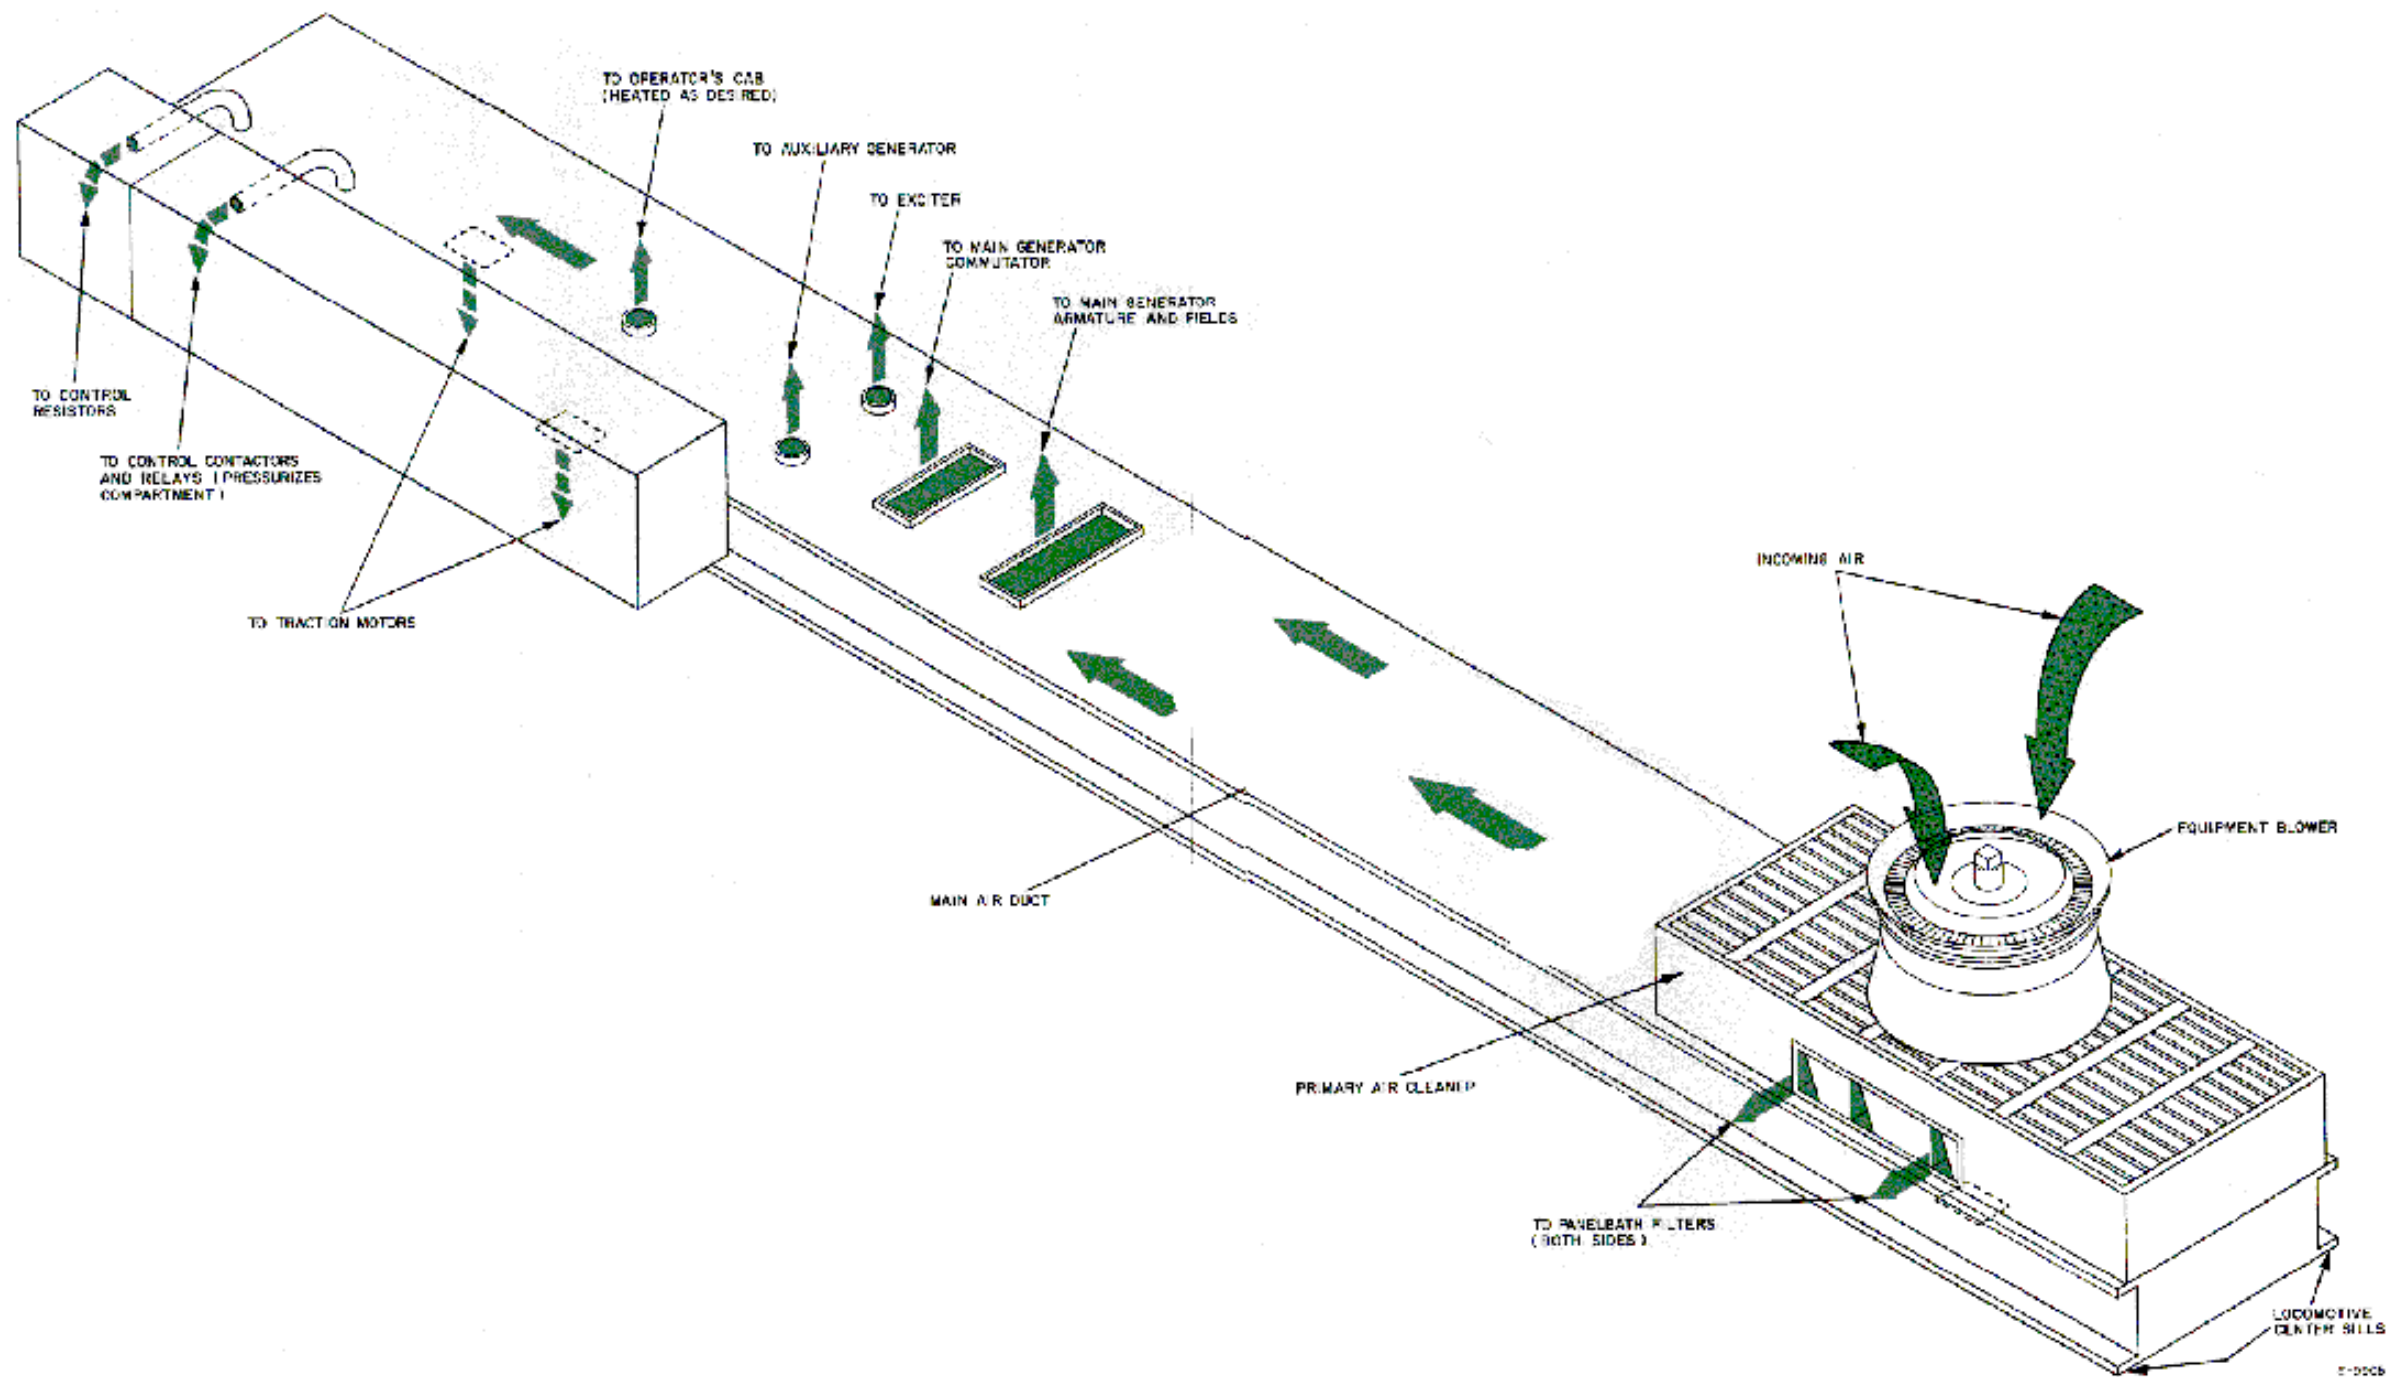 TO OPERATOR'S CAB
(HEATED AS DESIRED)
TO AUXILIARY GENERATOR
TO EXCITER
TO MAIN GENERATOR
COMMUTATOR
TO MAIN GENERATOR
ARMATURE AND FIELDS
TO CONTROL
RESISTORS
TO CONTROL CONTACTORS
AND RELAYS (PRESSURIZES
COMPARTMENT)
TO TRACTION MOTORS
INCOMING AIR
EQUIPMENT BLOWER
MAIN AIR DUCT
PRIMARY AIR CLEANER
TO PANELBATH FILTERS
(BOTH SIDES)
LOCOMOTIVE
CENTER SILLS